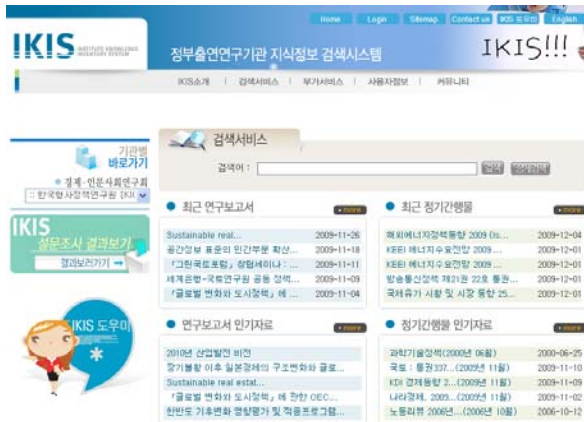 Home Login Sitemap Contact us IKIS 도우미 English
IKIS INSTITUTE KNOWLEDGE INVENTORY SYSTEM
정부출연연구기관 지식정보 검색시스템
IKIS!!!
IKIS소개 | 검색서비스 | 부가서비스 | 사용자정보 | 커뮤니티
기관별
바로가기
경제·인문사회연구회
:: 한국형사정책연구원 [KIC
검색서비스
검색어 :
검색 상세검색
IKIS
설문조사 결과보기
결과보러가기
IKIS 도우미
최근 연구보고서 more
Sustainable real... 2009-11-26
공간정보 표준의 민간부문 확산... 2009-11-18
「그린국토포럼」 창립세미나 : ... 2009-11-11
세계은행-국토연구원 공동 정책... 2009-11-09
「글로벌 변화와 도시정책」에 ... 2009-11-04
최근 정기간행물 more
해외에너지정책동향 2009 (Is... 2009-12-04
KEEI 에너지수요전망 2009 ... 2009-12-01
KEEI 에너지수요전망 2009 ... 2009-12-01
방송통신정책 제21권 22호 통권... 2009-12-01
국제유가 시황 및 시장 동향 25... 2009-12-01
연구보고서 인기자료 more
2010년 산업발전 비전
장기불황 이후 일본경제의 구조변화와 글로...
Sustainable real estat...
「글로벌 변화와 도시정책」에 관한 OEC...
한반도 기후변화 영향평가 및 적응프로그램...
정기간행물 인기자료 more
과학기술정책(2000년 06월) 2000-06-25
국토 : 통권337...(2009년 11월) 2009-11-10
KDI 경제동향 2...(2009년 11월) 2009-11-09
나라경제, 2009...(2009년 11월) 2009-11-02
노동리뷰 2006년...(2006년 10월) 2006-10-12